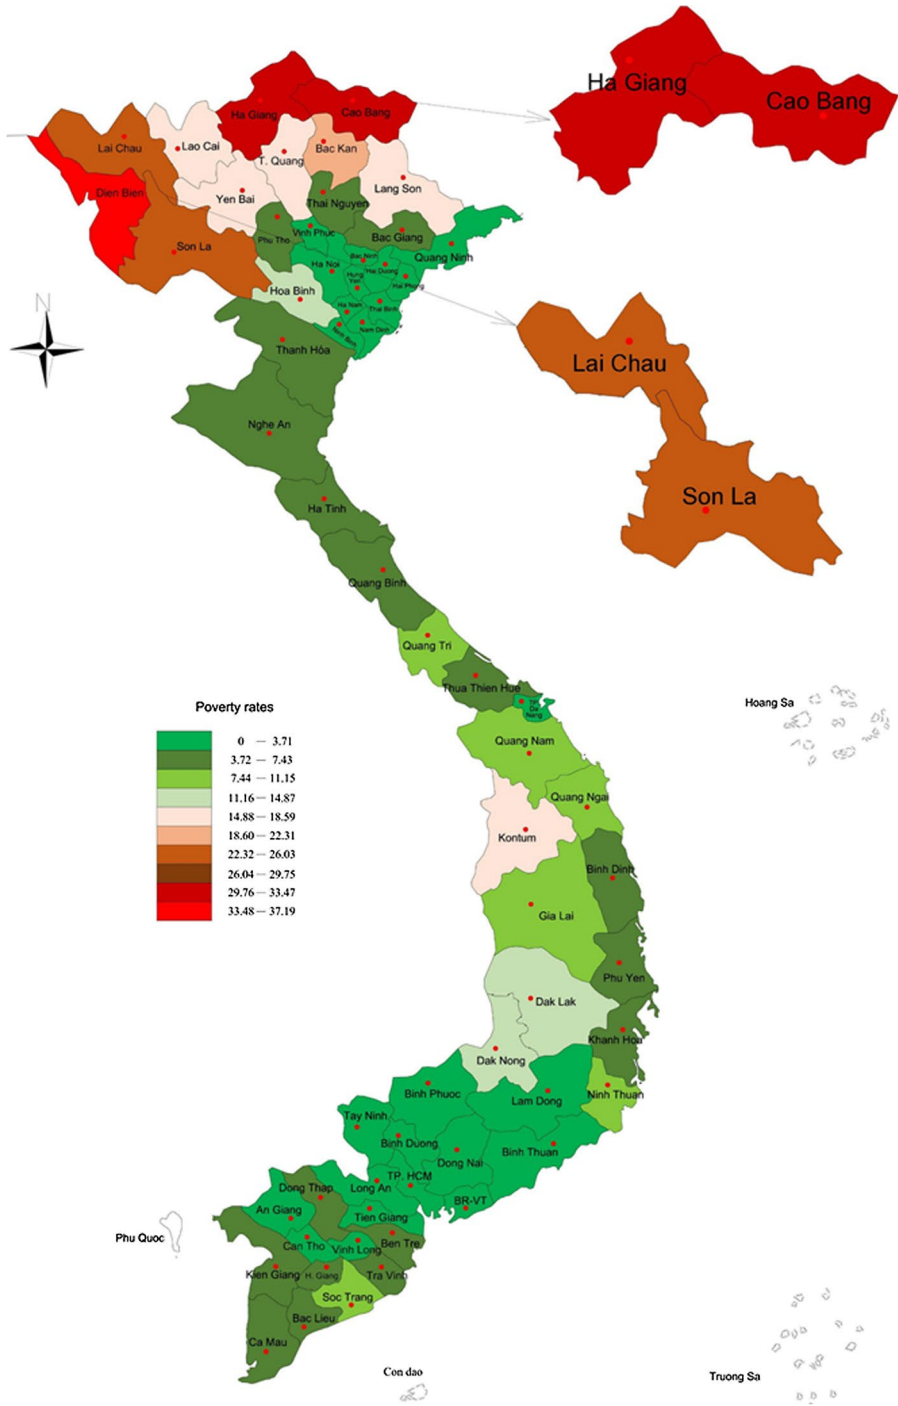 Ha Giang
Cao Bang
Ha Giang
Cao Bang
Lai Chau
Lao Cai
T. Quang
Bac Kan
Lang Son
Dien Bien
Yen Bai
Thai Nguyen
Phu Tho
Vinh Phuc
Bac Giang
Quang Ninh
Son La
Ha Noi
Bac Ninh
Hai Duong
Hung
Yen
Hai Phong
Hoa Binh
Ha Nam
Thai Binh
Nam Dinh
Ninh Binh
N
Thanh Hóa
Lai Chau
Nghe An
Son La
Ha Tinh
Quang Binh
Quang Tri
Thua Thien Hue
TP.
Da
Nang
Hoang Sa
Poverty rates
0 — 3.71
3.72 — 7.43
7.44 — 11.15
11.16 — 14.87
14.88 — 18.59
18.60 — 22.31
22.32 — 26.03
26.04 — 29.75
29.76 — 33.47
33.48 — 37.19
Quang Nam
Quang Ngai
Kontum
Binh Dinh
Gia Lai
Phu Yen
Dak Lak
Khanh Hoa
Dak Nong
Binh Phuoc
Lam Dong
Ninh Thuan
Tay Ninh
Binh Duong
Dong Nai
Binh Thuan
TP. HCM
Long An
BR-VT
Dong Thap
An Giang
Tien Giang
Phu Quoc
Can Tho
Vinh Long
Ben Tre
Kien Giang
H. Giang
Tra Vinh
Soc Trang
Bac Lieu
Ca Mau
Con dao
Truong Sa